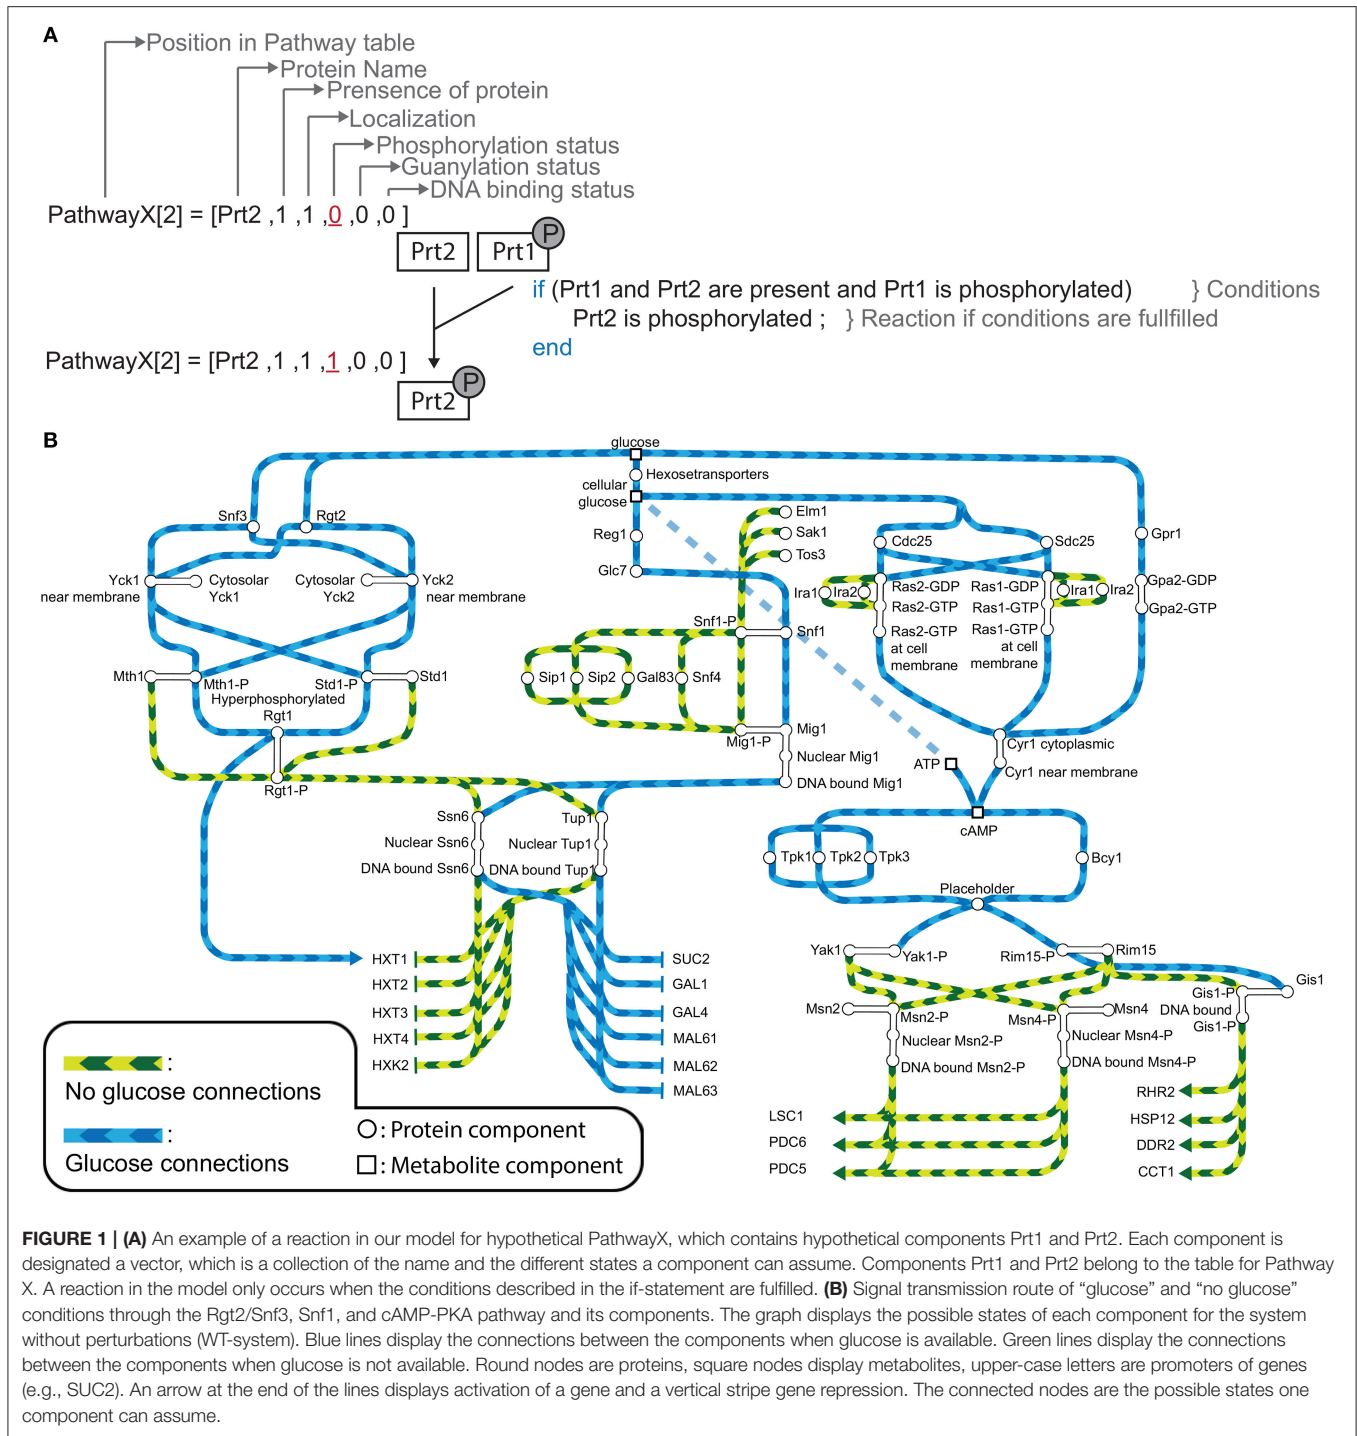 A
Position in Pathway table
Protein Name
Prensence of protein
Localization
Phosphorylation status
Guanylation status
DNA binding status
PathwayX[2] = [Prt2 ,1 ,1 ,0 ,0 ,0 ]
Prt2
Prt1
P
if (Prt1 and Prt2 are present and Prt1 is phosphorylated) } Conditions
Prt2 is phosphorylated ; } Reaction if conditions are fullfilled
end
PathwayX[2] = [Prt2 ,1 ,1 ,1 ,0 ,0 ]
Prt2
P
B
glucose
Hexosetransporters
cellular
glucose
Elm1
Snf3
Rgt2
Reg1
Sak1
Cdc25
Sdc25
Gpr1
Tos3
Glc7
Yck1
near membrane
Cytosolar
Yck1
Cytosolar
Yck2
Yck2
near membrane
Ira1
Ira2
Ras2-GDP
Ras2-GTP
Ras2-GTP
at cell
membrane
Ras1-GDP
Ras1-GTP
Ras1-GTP
at cell
membrane
Ira1
Ira2
Gpa2-GDP
Gpa2-GTP
Snf1-P
Snf1
Mth1
Mth1-P
Std1-P
Std1
Hyperphosphorylated
Rgt1
Sip1
Sip2
Gal83
Snf4
Mig1-P
Mig1
Nuclear Mig1
DNA bound Mig1
Cyr1 cytoplasmic
ATP
Cyr1 near membrane
Rgt1-P
Ssn6
Nuclear Ssn6
DNA bound Ssn6
Tup1
Nuclear Tup1
DNA bound Tup1
cAMP
Tpk1
Tpk2
Tpk3
Bcy1
Placeholder
Yak1
Yak1-P
Rim15-P
Rim15
HXT1
HXT2
HXT3
HXT4
HXK2
SUC2
GAL1
GAL4
MAL61
MAL62
MAL63
Gis1
Gis1-P
DNA bound
Gis1-P
Msn2
Msn2-P
Nuclear Msn2-P
DNA bound Msn2-P
Msn4-P
Msn4
Nuclear Msn4-P
DNA bound Msn4-P
RHR2
HSP12
DDR2
CCT1
LSC1
PDC6
PDC5
:
No glucose connections
:
Glucose connections
: Protein component
: Metabolite component
FIGURE 1 | (A) An example of a reaction in our model for hypothetical PathwayX, which contains hypothetical components Prt1 and Prt2. Each component is
designated a vector, which is a collection of the name and the different states a component can assume. Components Prt1 and Prt2 belong to the table for Pathway
X. A reaction in the model only occurs when the conditions described in the if-statement are fulfilled. (B) Signal transmission route of “glucose” and “no glucose”
conditions through the Rgt2/Snf3, Snf1, and cAMP-PKA pathway and its components. The graph displays the possible states of each component for the system
without perturbations (WT-system). Blue lines display the connections between the components when glucose is available. Green lines display the connections
between the components when glucose is not available. Round nodes are proteins, square nodes display metabolites, upper-case letters are promoters of genes
(e.g., SUC2). An arrow at the end of the lines displays activation of a gene and a vertical stripe gene repression. The connected nodes are the possible states one
component can assume.